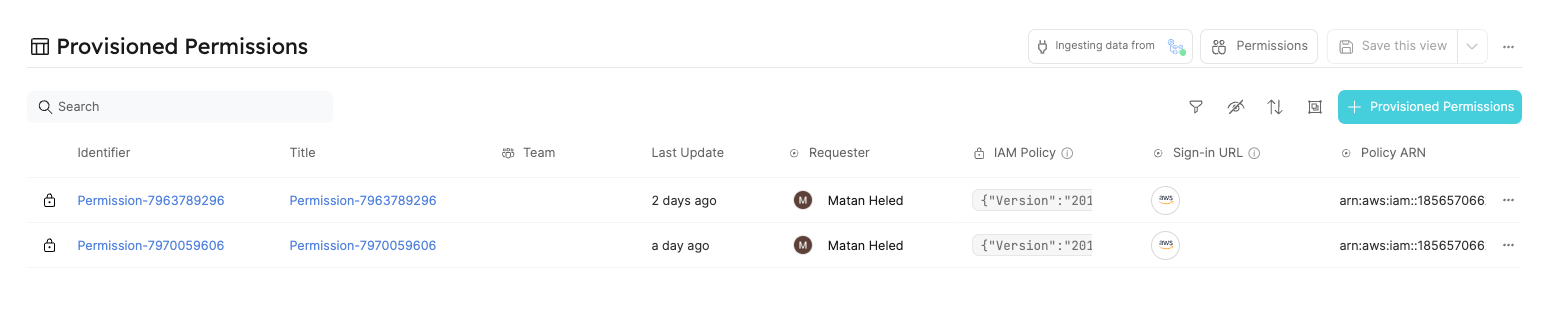 Provisioned Permissions
Ingesting data from
Permissions
Save this view
Search
Provisioned Permissions
Identifier Title Team Last Update Requester IAM Policy Sign-in URL Policy ARN
Permission-7963789296 Permission-7963789296 2 days ago M Matan Heled {"Version":"201 aws arn:aws:iam::185657066
Permission-7970059606 Permission-7970059606 a day ago M Matan Heled {"Version":"201 aws arn:aws:iam::185657066